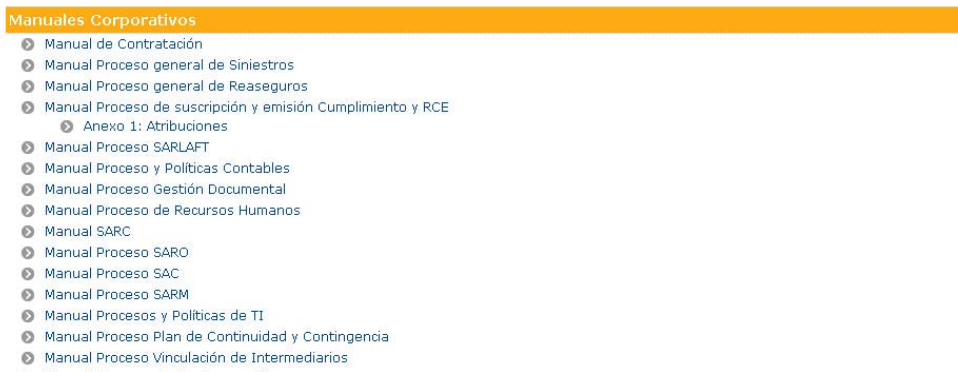 Manuales Corporativos
Manual de Contratación
Manual Proceso general de Siniestros
Manual Proceso general de Reaseguros
Manual Proceso de suscripción y emisión Cumplimiento y RCE
Anexo 1: Atribuciones
Manual Proceso SARLAFT
Manual Proceso y Políticas Contables
Manual Proceso Gestión Documental
Manual Proceso de Recursos Humanos
Manual SARC
Manual Proceso SARO
Manual Proceso SAC
Manual Proceso SARM
Manual Procesos y Políticas de TI
Manual Proceso Plan de Continuidad y Contingencia
Manual Proceso Vinculación de Intermediarios